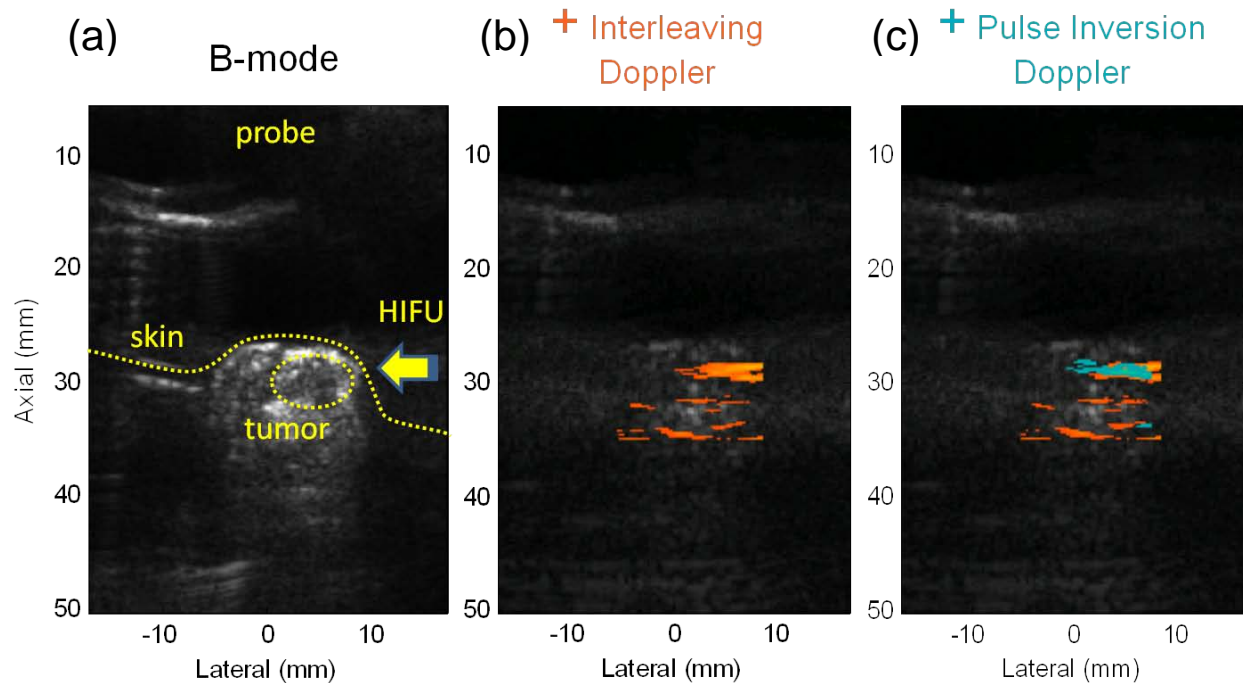 (a)
B-mode
(b)
+ Interleaving
Doppler
(c)
+ Pulse Inversion
Doppler
probe
HIFU
skin
tumor
Axial (mm)
10
20
30
40
50
-10
0
10
Lateral (mm)
10
20
30
40
50
-10
0
10
Lateral (mm)
10
20
30
40
50
-10
0
10
Lateral (mm)